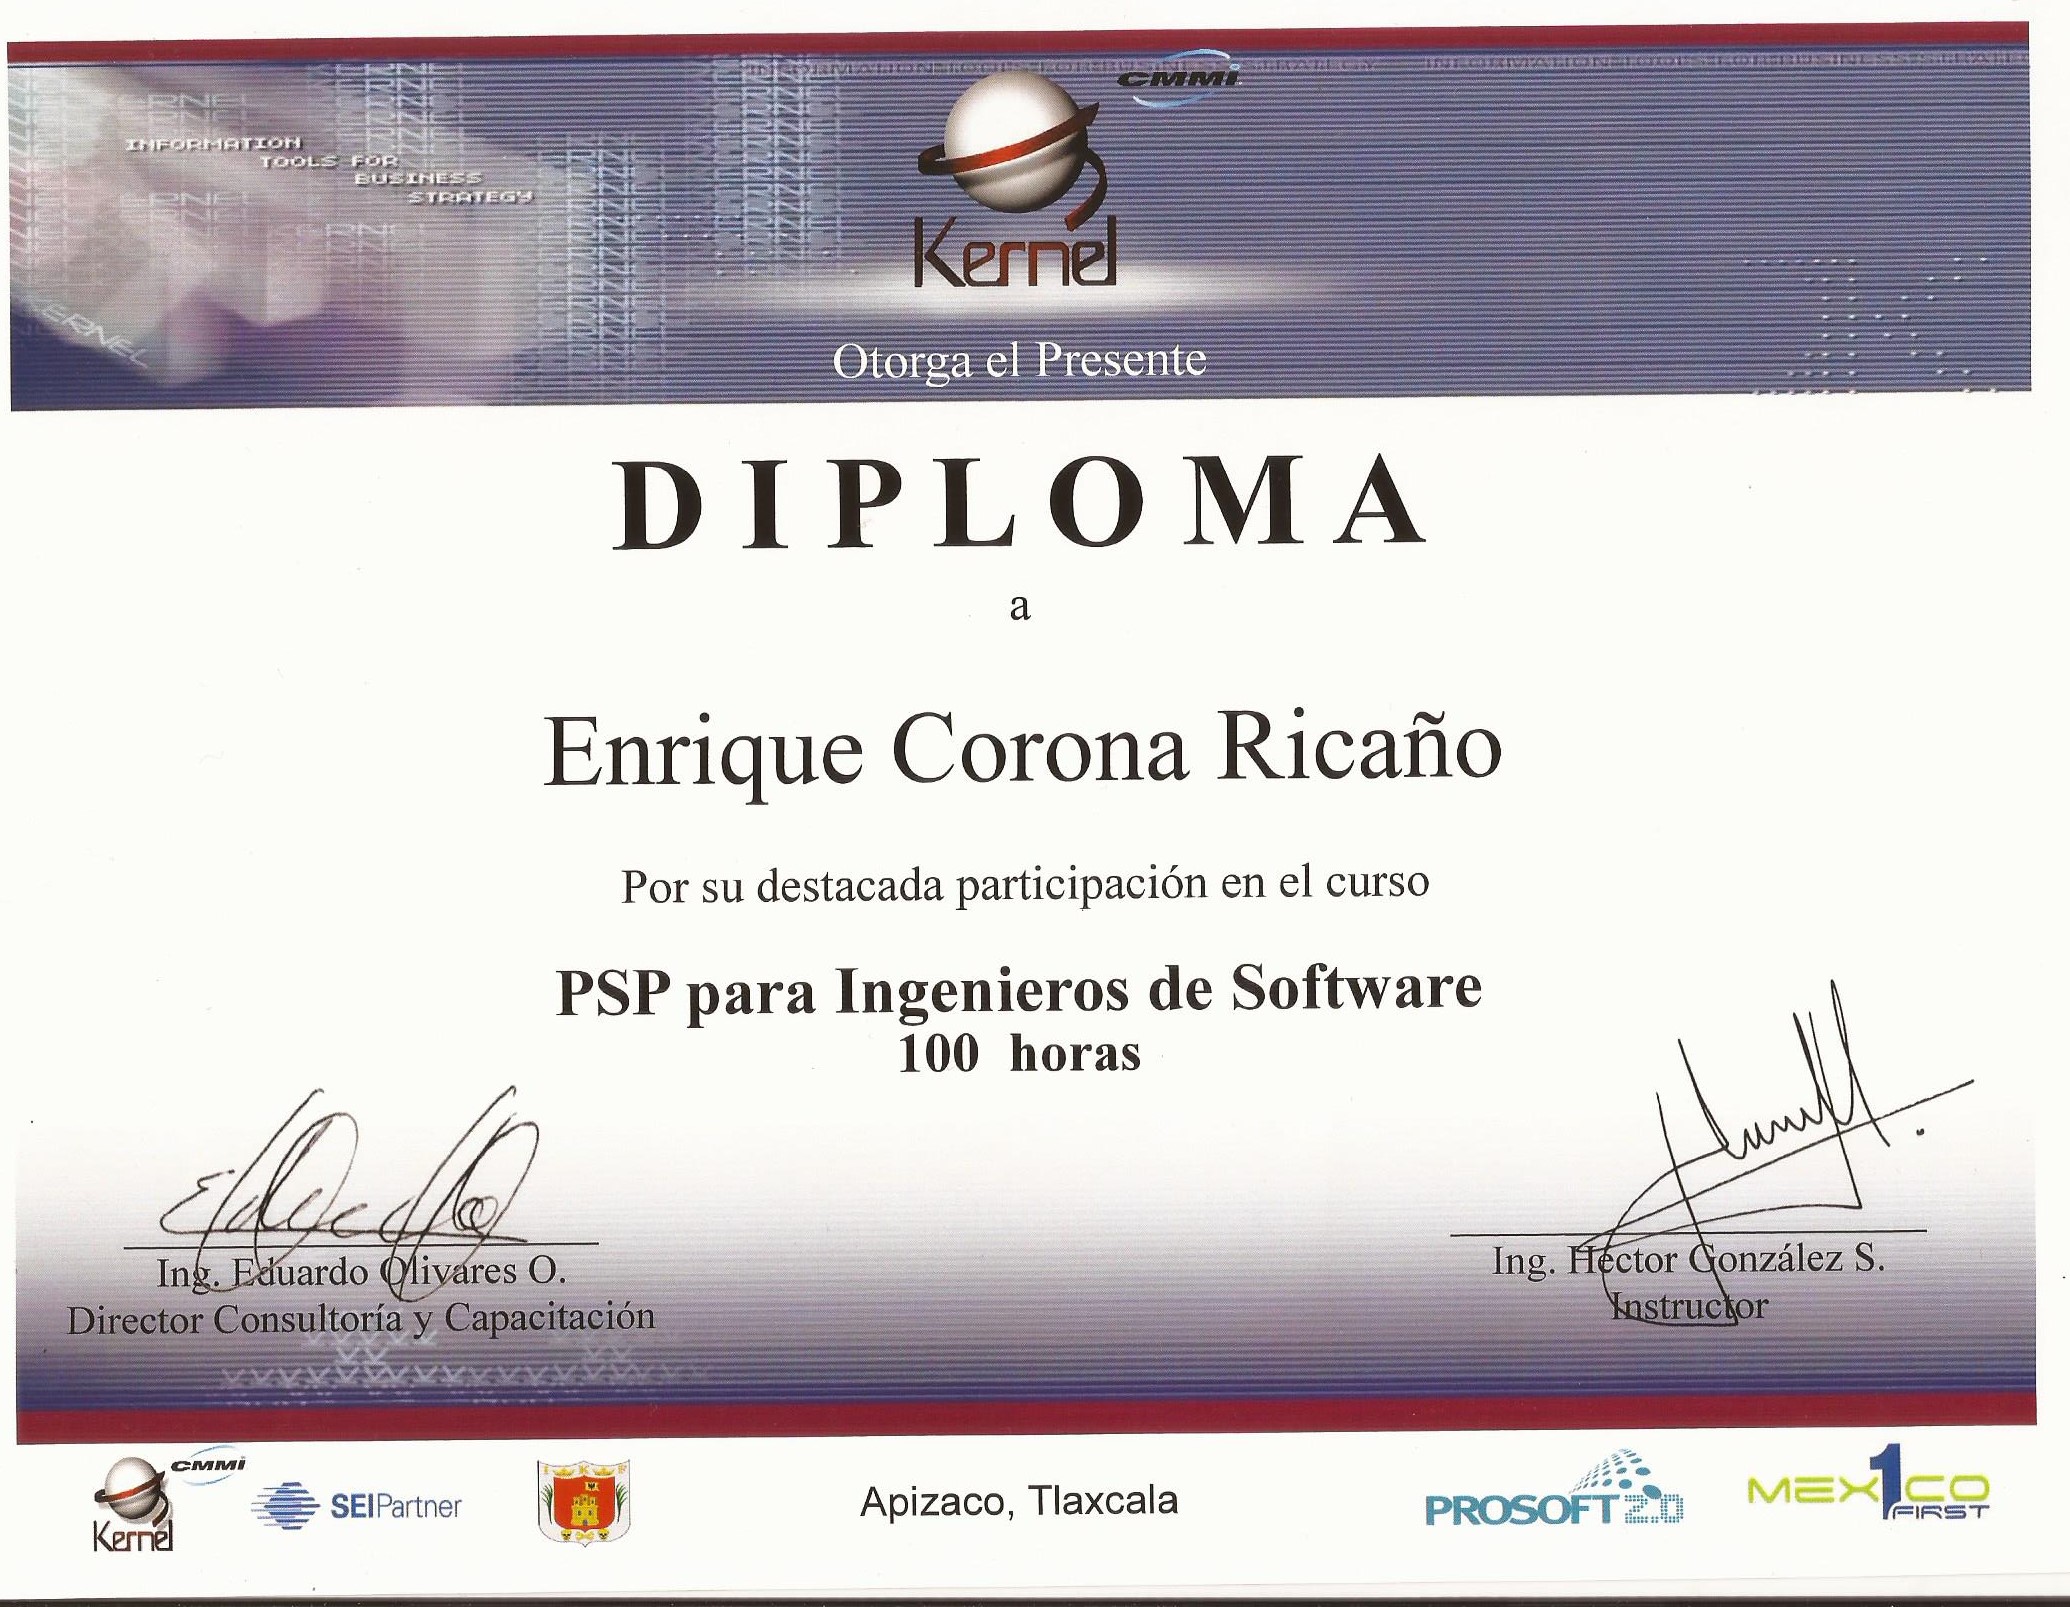 CMMI
INFORMATION
TOOLS FOR
BUSINESS
STRATEGY
KERNEL
Kernel
Otorga el Presente
DIPLOMA
a
Enrique Corona Ricaño
Por su destacada participación en el curso
PSP para Ingenieros de Software
100 horas
Ing. Eduardo Olivares O.
Director Consultoría y Capacitación
Ing. Héctor González S.
Instructor
CMMI
Kernel
SEIPartner
I K F
Apizaco, Tlaxcala
PROSOFT 2.0
MEX1CO
FIRST